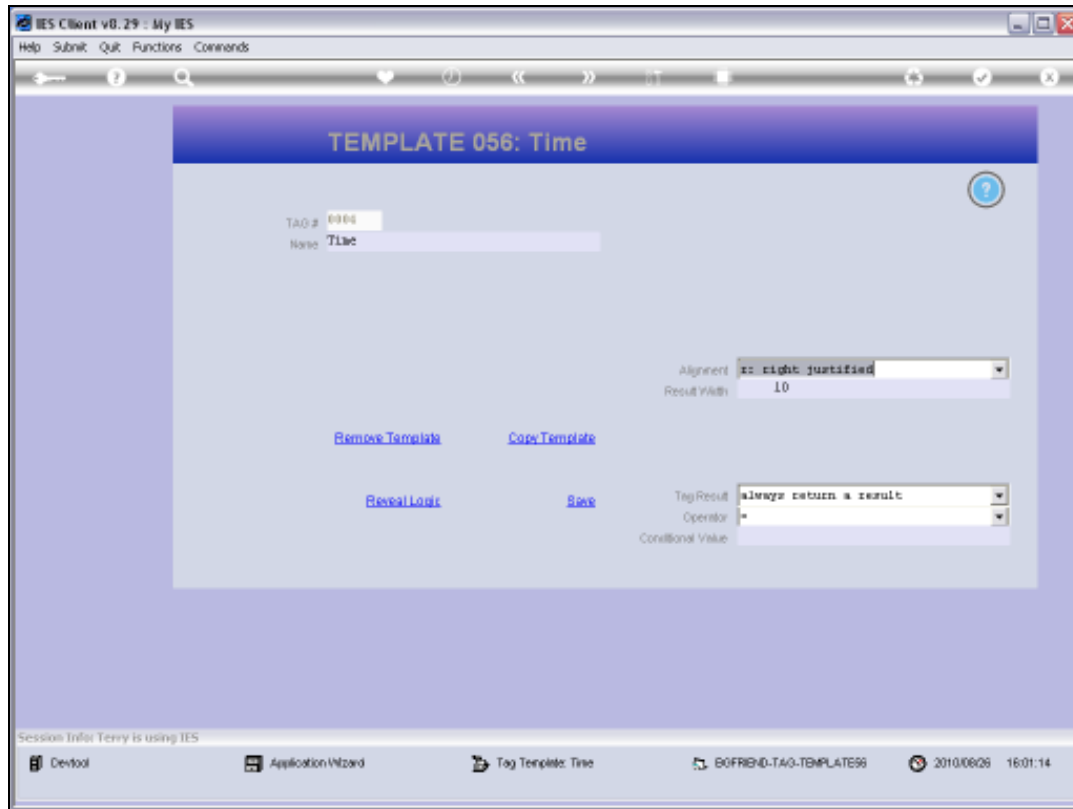 IES Client v8.29 : My IES
Help Submit Quit Functions Commands
TEMPLATE 056: Time
TAG #
Name Time
Alignment r: right justified
Result Width 10
Remove Template Copy Template
Reveal Logic Save
Tag Result always return a result
Operator
Conditional Value
Session Info: Terry is using IES
Devtool Application Wizard Tag Template: Time BGFRIEND-TAG-TEMPLATE56 2010/08/26 16:01:14